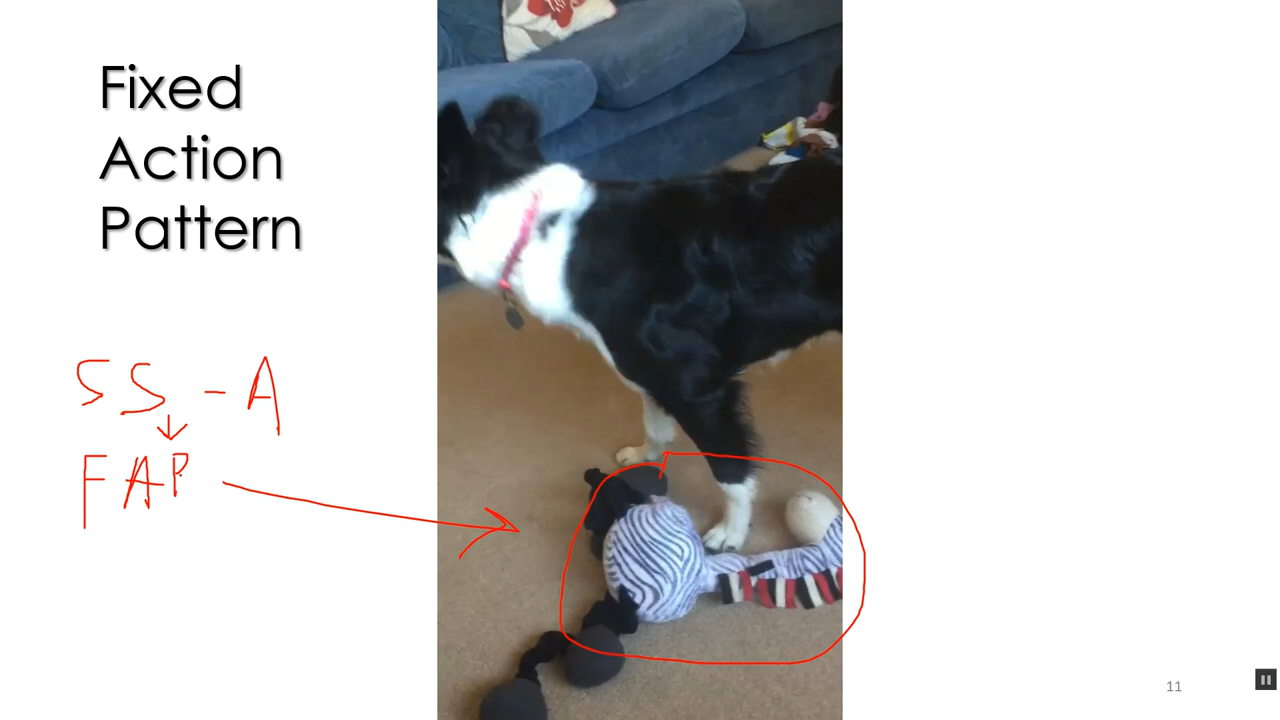 Fixed
Action
Pattern
SS - A
↓
FAP →
11